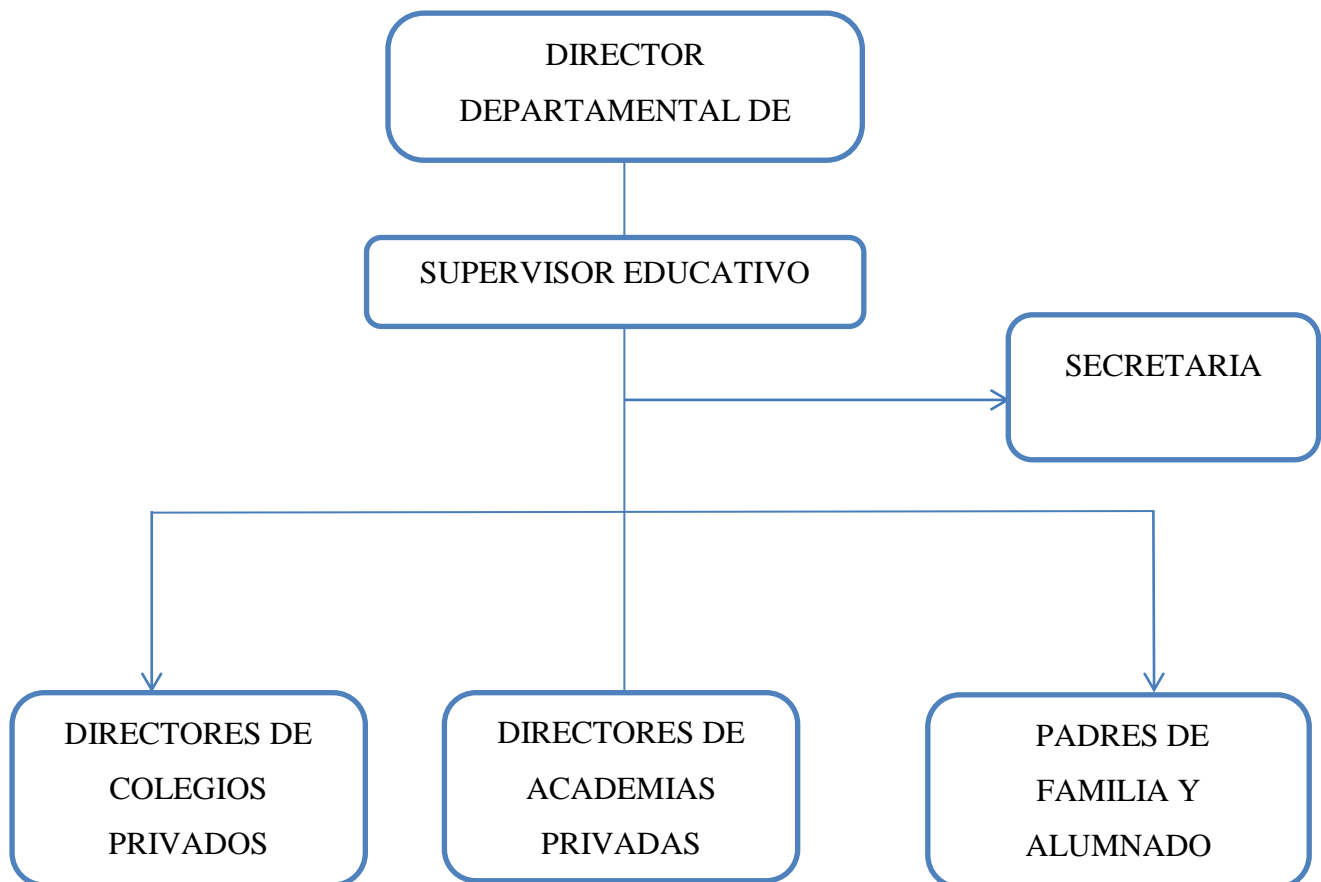 DIRECTOR
DEPARTAMENTAL DE
SUPERVISOR EDUCATIVO
SECRETARIA
DIRECTORES DE
COLEGIOS
PRIVADOS
DIRECTORES DE
ACADEMIAS
PRIVADAS
PADRES DE
FAMILIA Y
ALUMNADO